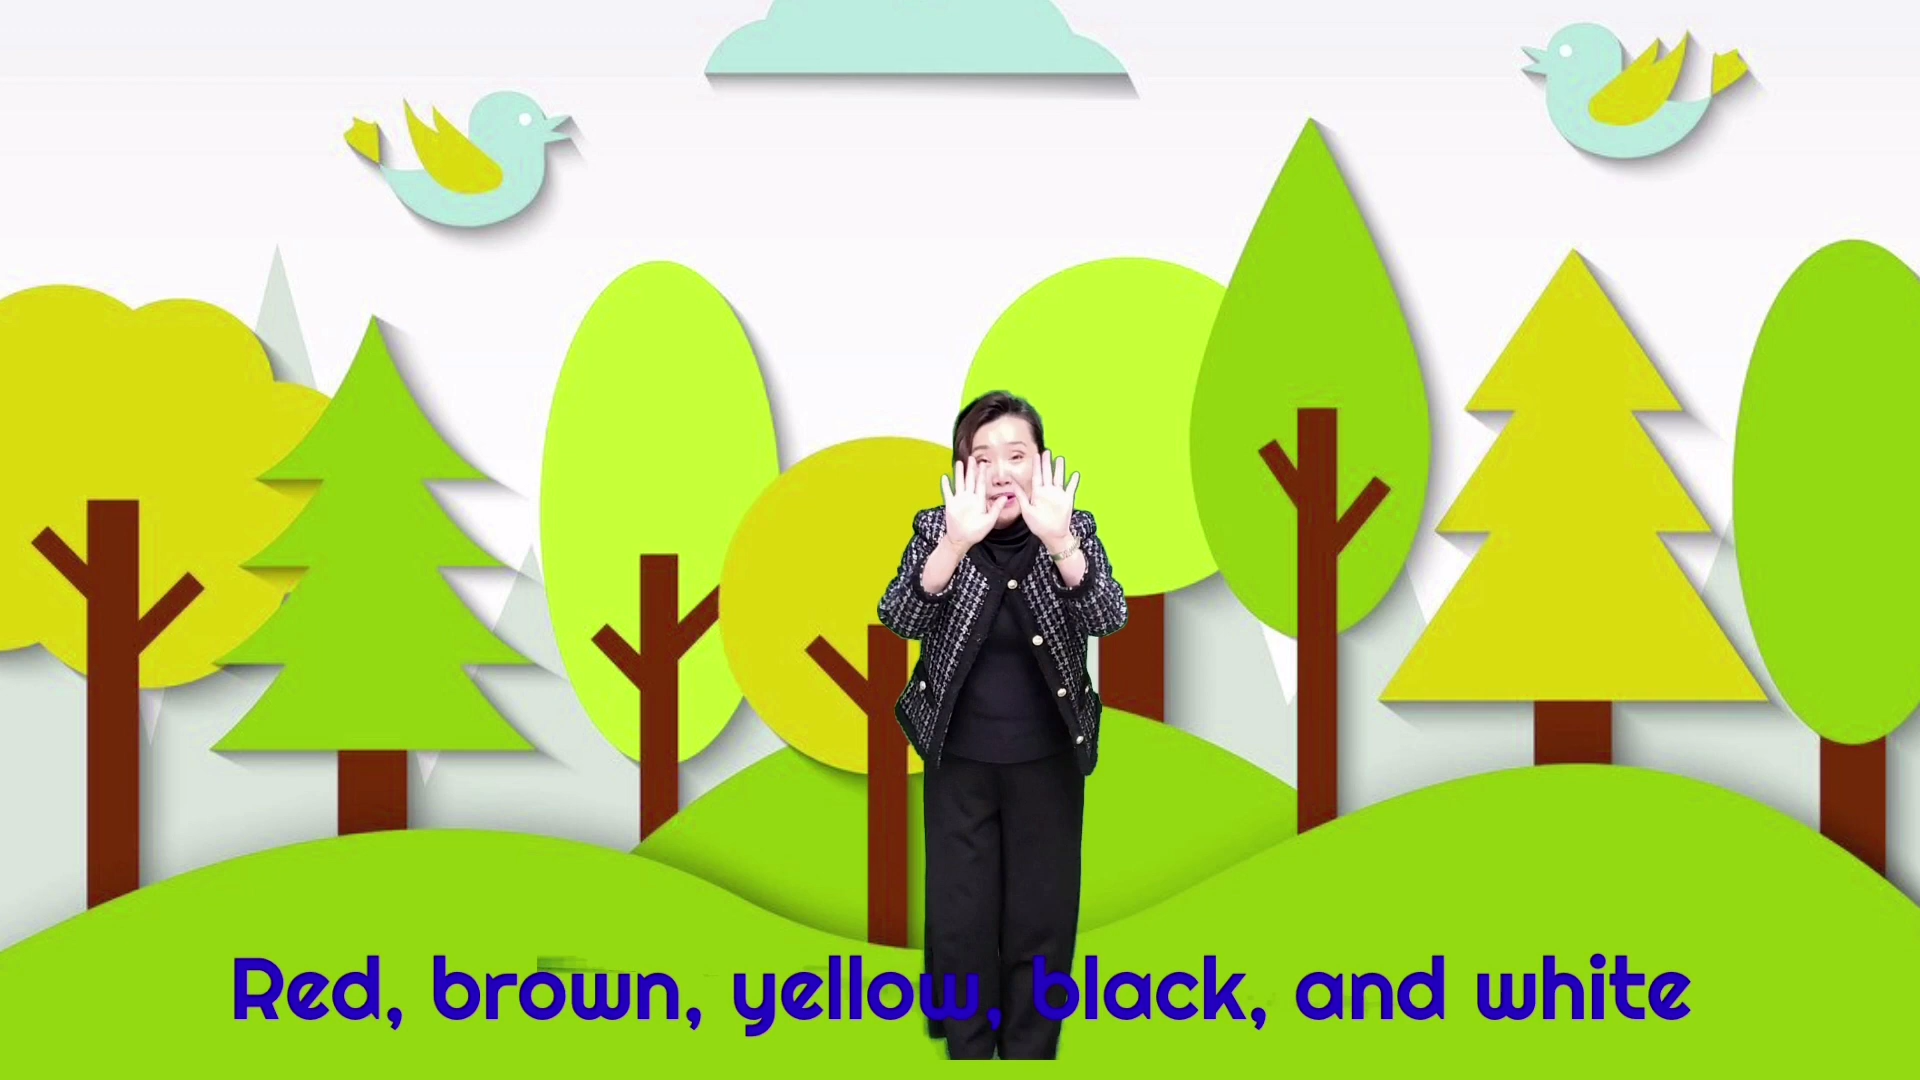 Red, brown, yellow, black, and white